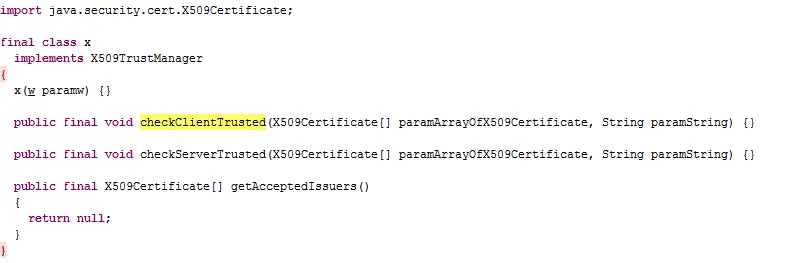 import java.security.cert.X509Certificate;
final class x
implements X509TrustManager
{
x(w paramw) {}
public final void checkClientTrusted(X509Certificate[] paramArrayOfX509Certificate, String paramString) {}
public final void checkServerTrusted(X509Certificate[] paramArrayOfX509Certificate, String paramString) {}
public final X509Certificate[] getAcceptedIssuers()
{
return null;
}
}